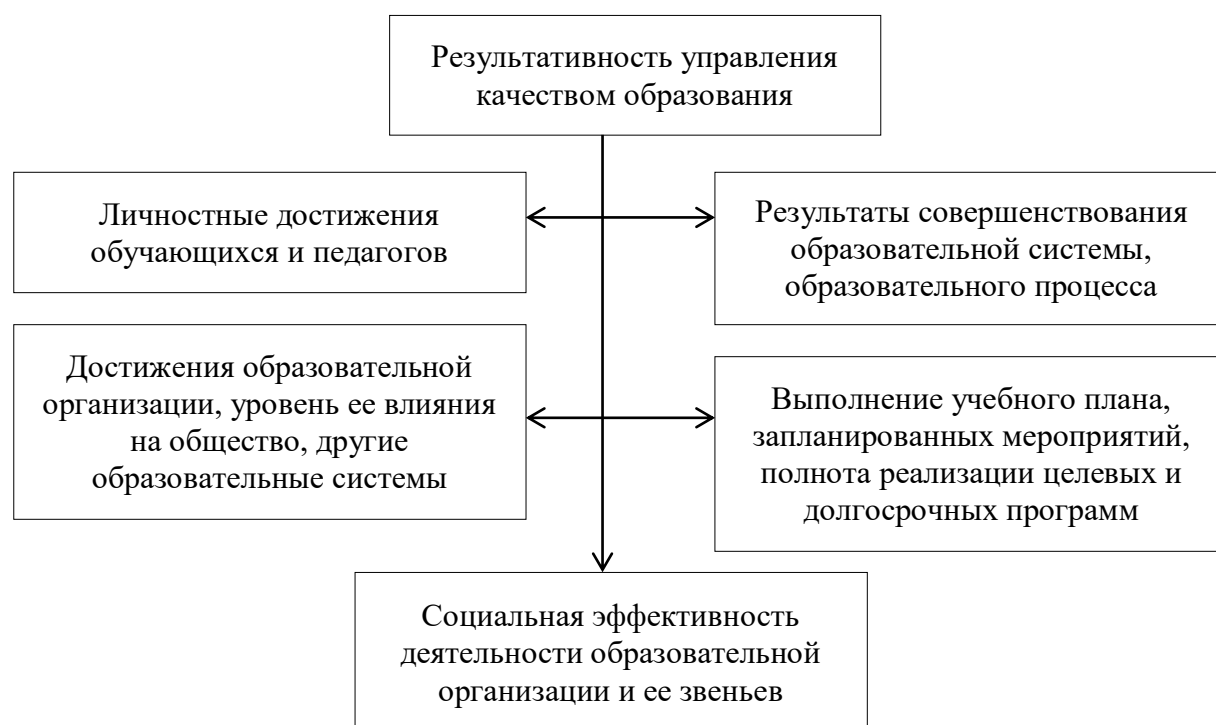 Результативность управления
качеством образования
Личностные достижения
обучающихся и педагогов
Результаты совершенствования
образовательной системы,
образовательного процесса
Достижения образовательной
организации, уровень ее влияния
на общество, другие
образовательные системы
Выполнение учебного плана,
запланированных мероприятий,
полнота реализации целевых и
долгосрочных программ
Социальная эффективность
деятельности образовательной
организации и ее звеньев